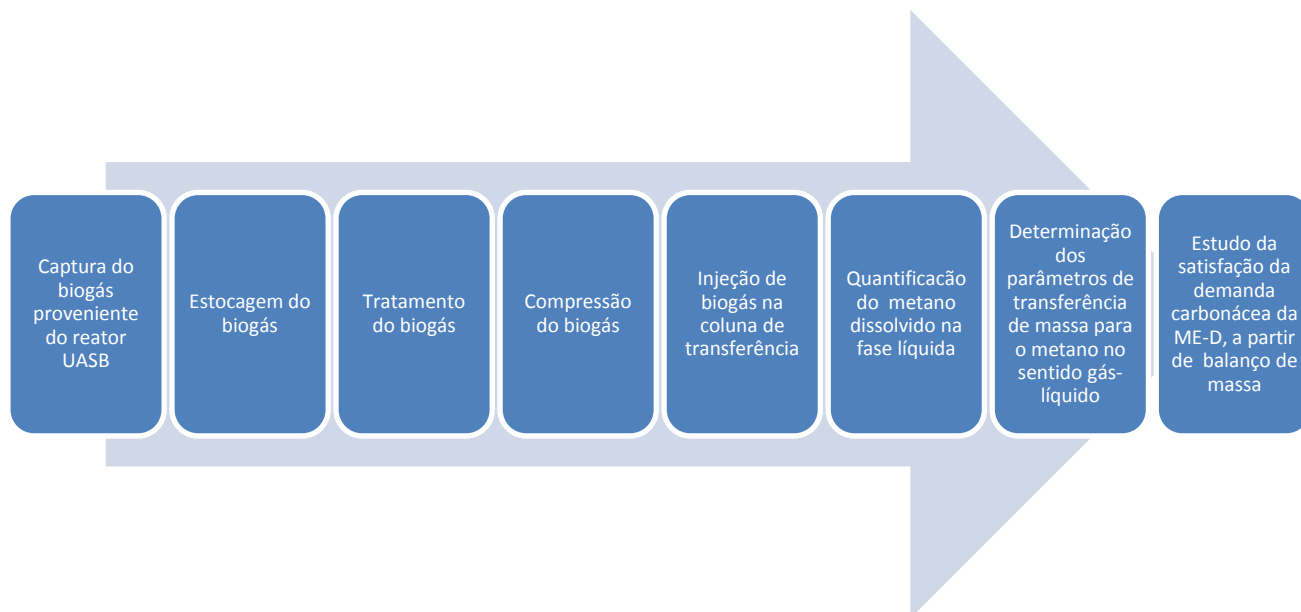 Captura do
biogás
proveniente
do reator
UASB
Estocagem do
biogás
Tratamento
do biogás
Compressão
do biogás
Injeção de
biogás na
coluna de
transferência
Quantificacão
do metano
dissolvido na
fase líquida
Determinação
dos
parâmetros de
transferência
de massa para
o metano no
sentido gás-
líquido
Estudo da
satisfação da
demanda
carbonácea da
ME-D, a partir
de balanço de
massa